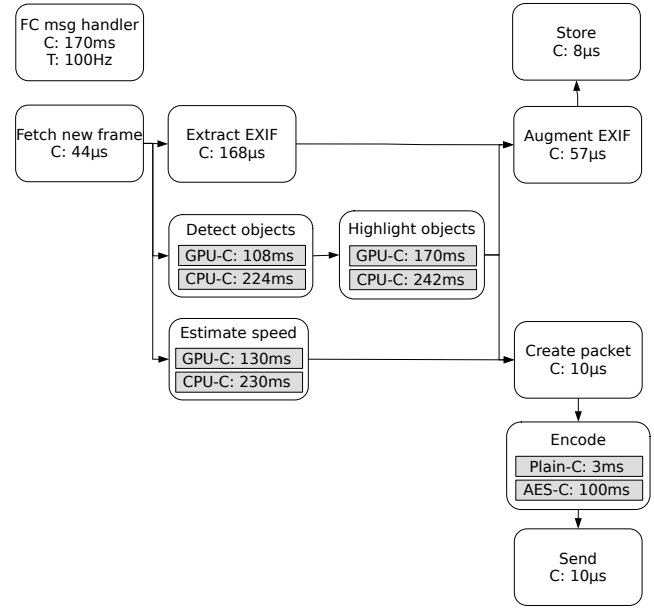 FC msg handler
C: 170ms
T: 100Hz
Store
C: 8µs
Fetch new frame
C: 44µs
Extract EXIF
C: 168µs
Augment EXIF
C: 57µs
Detect objects
GPU-C: 108ms
CPU-C: 224ms
Highlight objects
GPU-C: 170ms
CPU-C: 242ms
Estimate speed
GPU-C: 130ms
CPU-C: 230ms
Create packet
C: 10µs
Encode
Plain-C: 3ms
AES-C: 100ms
Send
C: 10µs